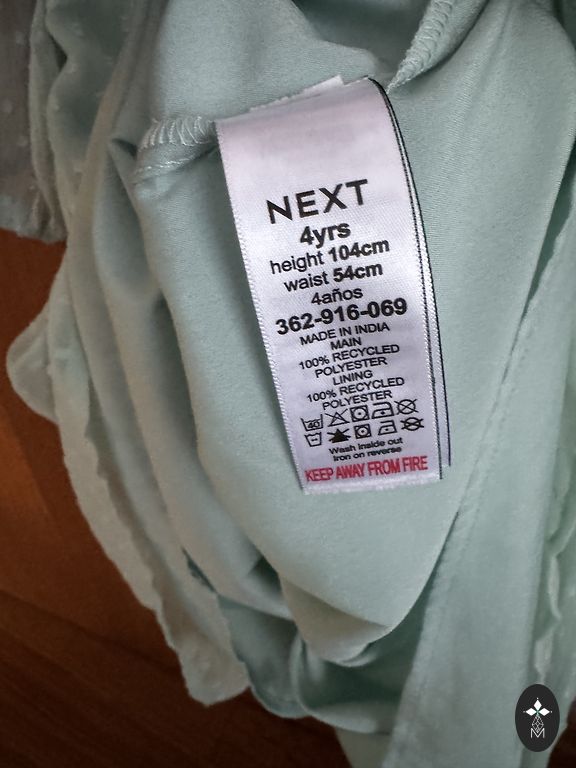 NEXT
4yrs
height 104cm
waist 54cm
4años
362-916-069
MADE IN INDIA
MAIN
100% RECYCLED
POLYESTER
LINING
100% RECYCLED
POLYESTER
40
Wash inside out
iron on reverse
KEEP AWAY FROM FIRE
M